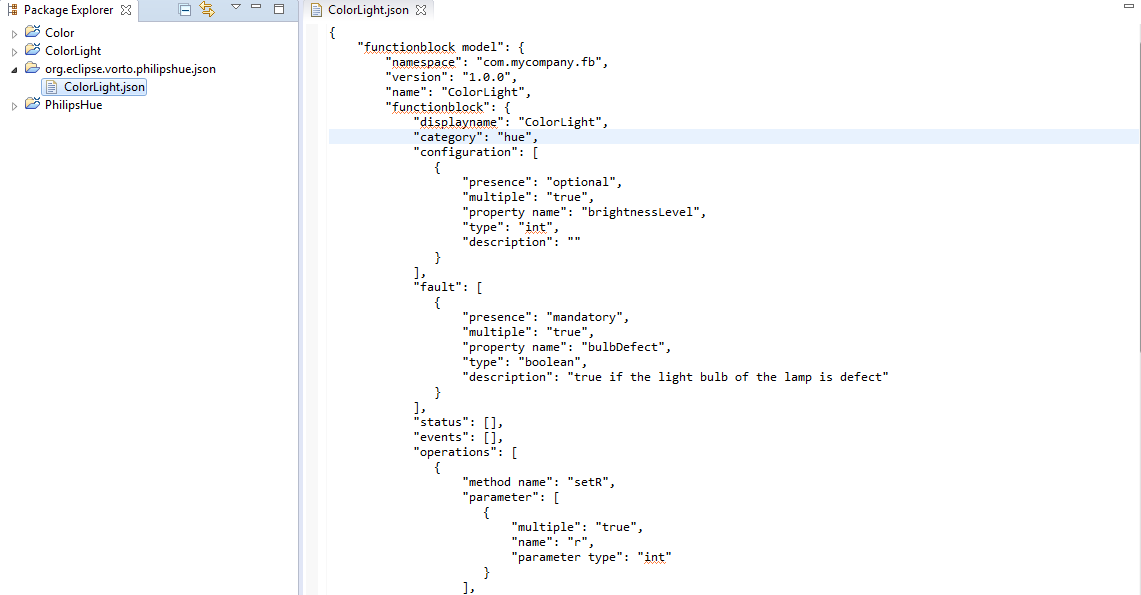 Package Explorer
Color
ColorLight
org.eclipse.vorto.philipshue.json
ColorLight.json
PhilipsHue
ColorLight.json
{
"functionblock model": {
"namespace": "com.mycompany.fb",
"version": "1.0.0",
"name": "ColorLight",
"functionblock": {
"displayname": "ColorLight",
"category": "hue",
"configuration": [
{
"presence": "optional",
"multiple": "true",
"property name": "brightnessLevel",
"type": "int",
"description": ""
}
],
"fault": [
{
"presence": "mandatory",
"multiple": "true",
"property name": "bulbDefect",
"type": "boolean",
"description": "true if the light bulb of the lamp is defect"
}
],
"status": [],
"events": [],
"operations": [
{
"method name": "setR",
"parameter": [
{
"multiple": "true",
"name": "r",
"parameter type": "int"
}
],